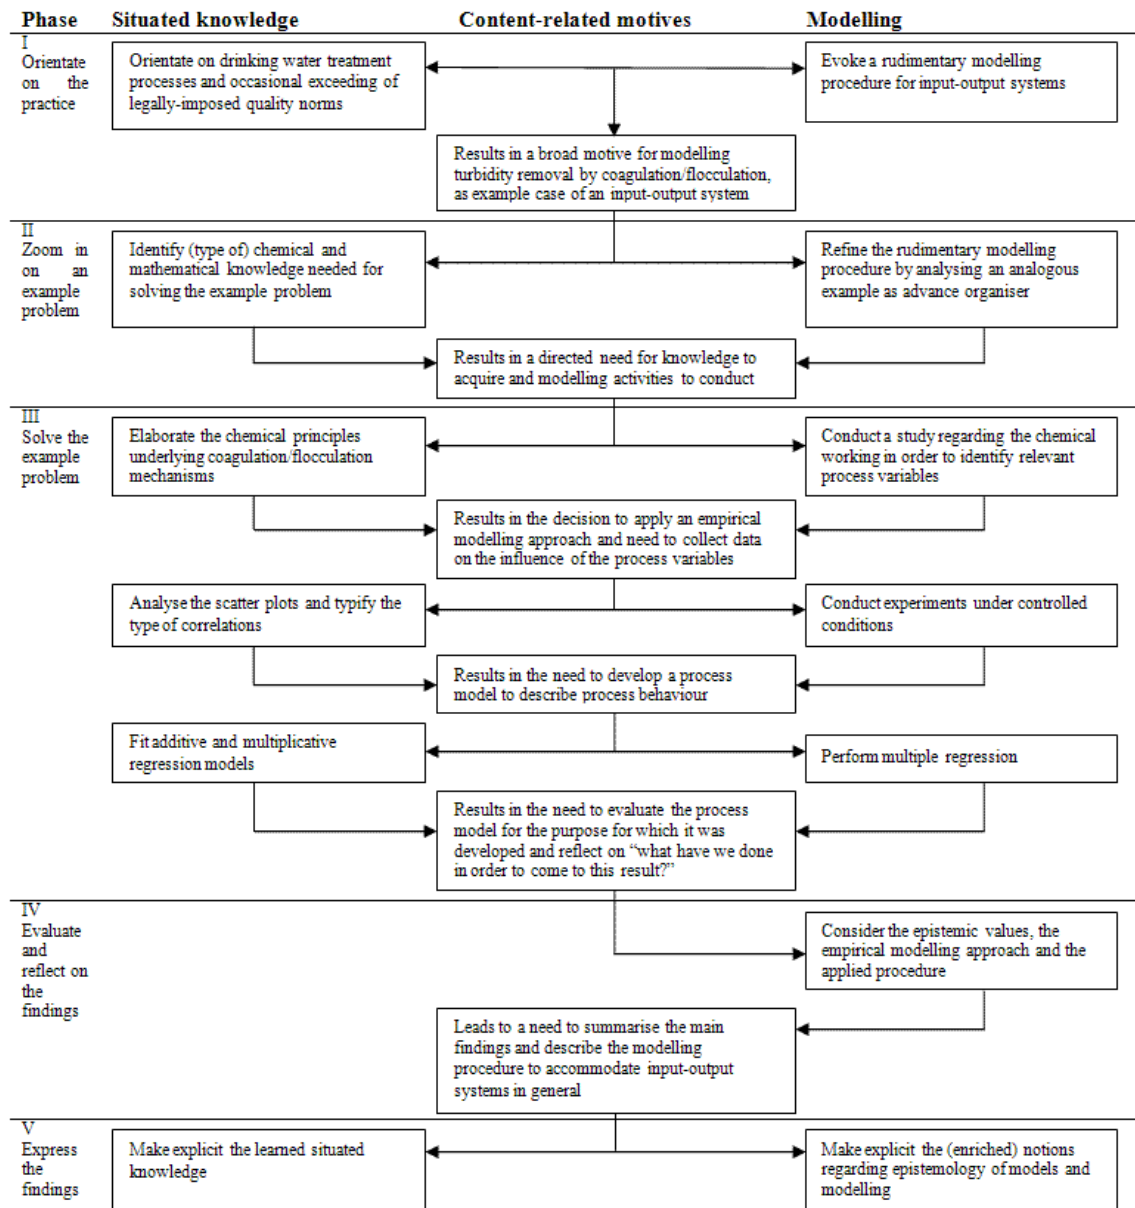 Phase Situated knowledge Content-related motives Modelling
I
Orientate
on the
practice
Orientate on drinking water treatment
processes and occasional exceeding of
legally-imposed quality norms
Evoke a rudimentary modelling
procedure for input-output systems
Results in a broad motive for modelling
turbidity removal by coagulation/flocculation,
as example case of an input-output system
II
Zoom in
on an
example
problem
Identify (type of) chemical and
mathematical knowledge needed for
solving the example problem
Refine the rudimentary modelling
procedure by analysing an analogous
example as advance organiser
Results in a directed need for knowledge to
acquire and modelling activities to conduct
III
Solve the
example
problem
Elaborate the chemical principles
underlying coagulation/flocculation
mechanisms
Conduct a study regarding the chemical
working in order to identify relevant
process variables
Results in the decision to apply an empirical
modelling approach and need to collect data
on the influence of the process variables
Analyse the scatter plots and typify the
type of correlations
Conduct experiments under controlled
conditions
Results in the need to develop a process
model to describe process behaviour
Fit additive and multiplicative
regression models
Perform multiple regression
Results in the need to evaluate the process
model for the purpose for which it was
developed and reflect on “what have we done
in order to come to this result?”
IV
Evaluate
and
reflect on
the
findings
Consider the epistemic values, the
empirical modelling approach and the
applied procedure
Leads to a need to summarise the main
findings and describe the modelling
procedure to accommodate input-output
systems in general
V
Express
the
findings
Make explicit the learned situated
knowledge
Make explicit the (enriched) notions
regarding epistemology of models and
modelling